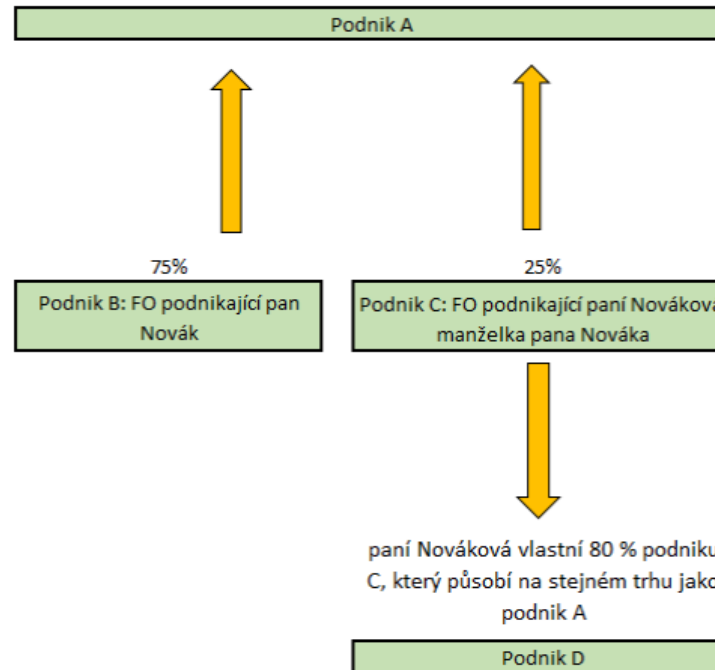 Podnik A
75%
25%
Podnik B: FO podnikající pan
Novák
Podnik C: FO podnikající paní Nováková
manželka pana Nováka
paní Nováková vlastní 80 % podniku
C, který působí na stejném trhu jako
podnik A
Podnik D